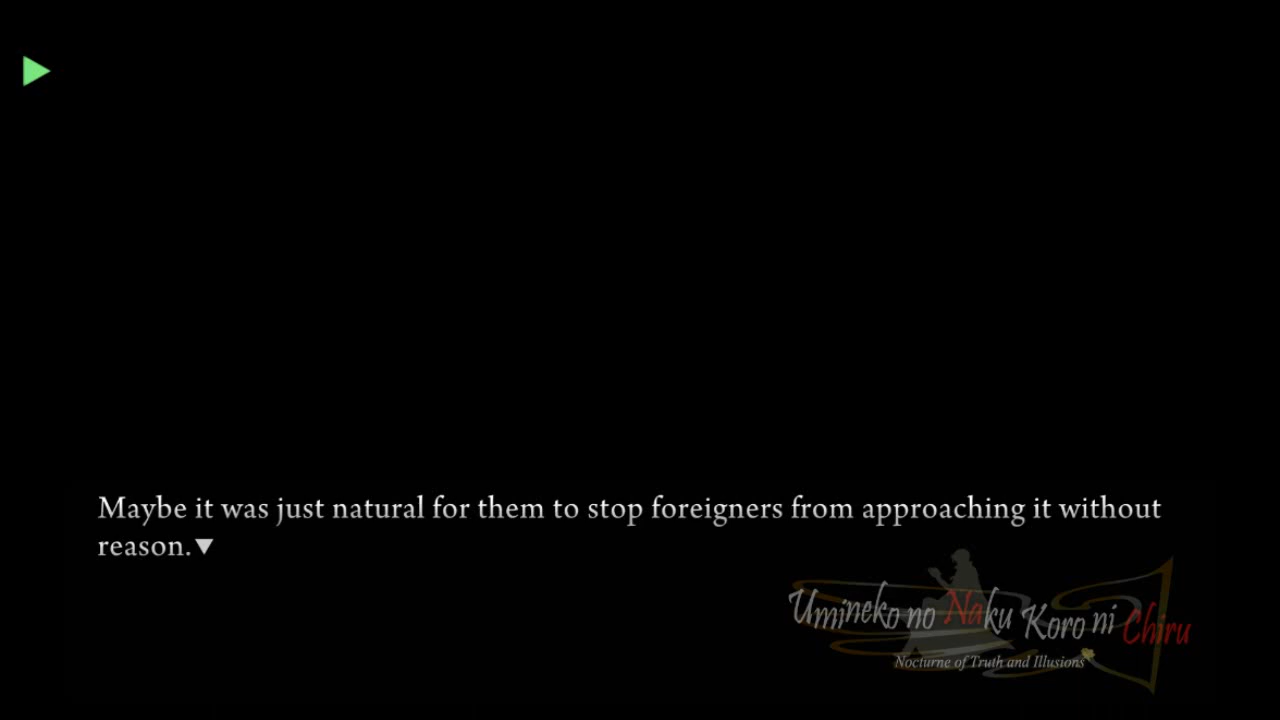 Maybe it was just natural for them to stop foreigners from approaching it without
reason.
Umineko no Naku Koro ni Chiru
Nocturne of Truth and Illusions